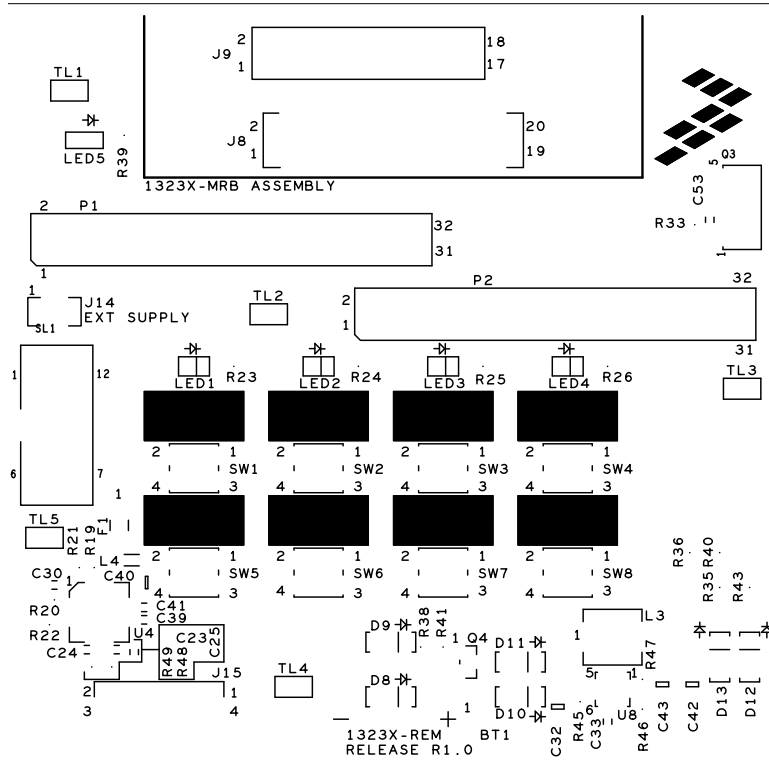 2 18
J9
1 17
TL1
LED5
R39
2 20
J8
1 19
1323X-MRB ASSEMBLY
5 Q3
C53
R33
1
2 P1
32
31
1
P2 32
2
1
31
1
J14
EXT SUPPLY
SL1
TL2
1 12
6 7
LED1 R23
LED2 R24
LED3 R25
LED4 R26
TL3
2 1
SW1
4 3
2 1
SW2
4 3
2 1
SW3
4 3
2 1
SW4
4 3
1
TL5
R21
R19
F1
L4
2 1
SW5
4 3
2 1
SW6
4 3
2 1
SW7
4 3
2 1
SW8
4 3
R36
R40
R35
R43
C30
1
C40
R20
C41
C39
R22
U4
C24
C23
C25
R49
R48
J15
2 1
3 4
D9
R38
R41
1
Q4
D11
1
L3
R47
TL4
D8
1
D10
5 1
6
U8
C32
R45
C33
R46
C43
C42
D13
D12
1323X-REM BT1
RELEASE R1.0